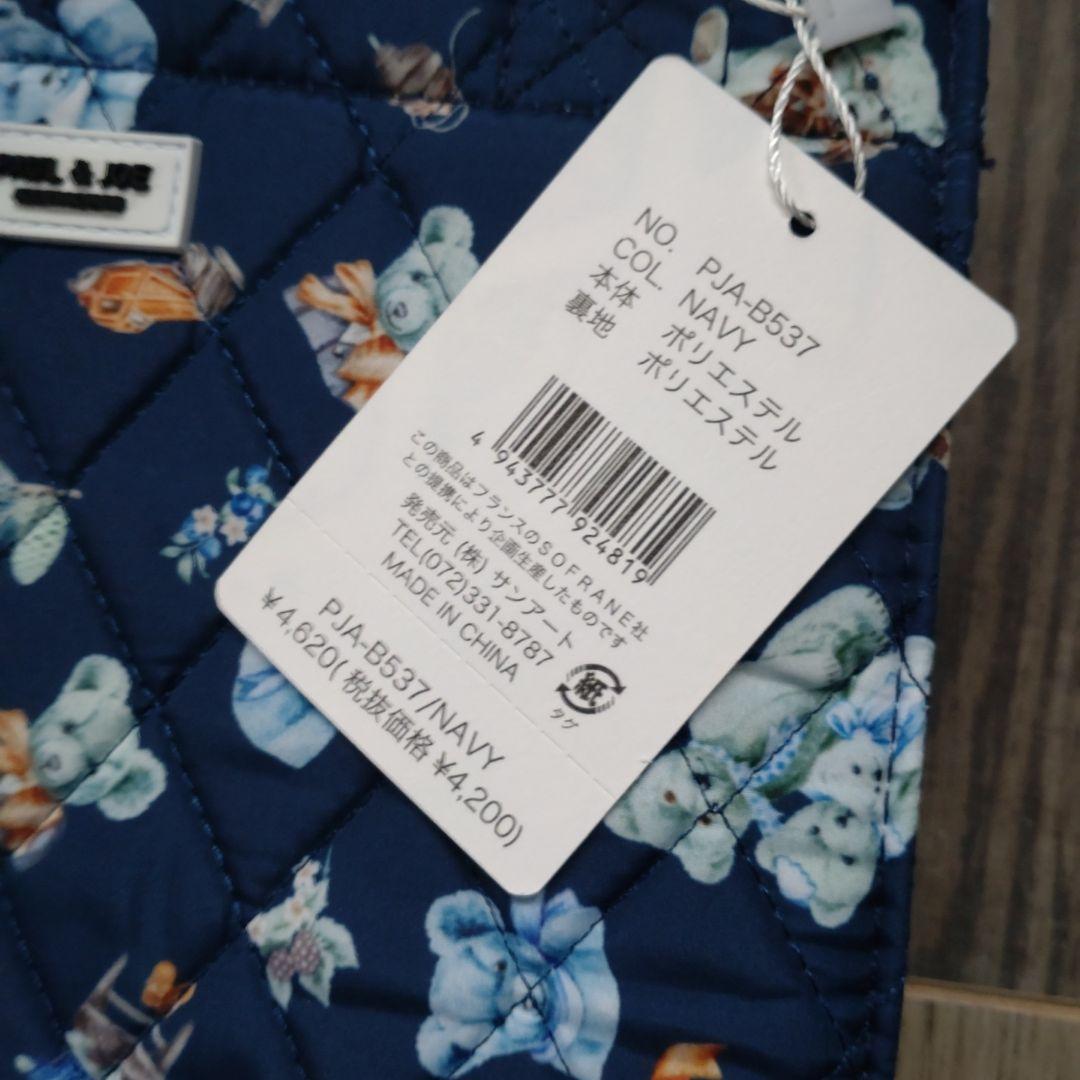 PAUL & JOE
NO. PJA-B537
COL. NAVY
本体 ポリエステル
裏地 ポリエステル
4 943777 924819
この商品はフランスのSOFRANE社
との提携により企画生産したものです
発売元 (株) サンアート
TEL(072)331-8787
MADE IN CHINA
紙
タグ
PJA-B537/NAVY
¥4,620( 税抜価格 ¥4,200)